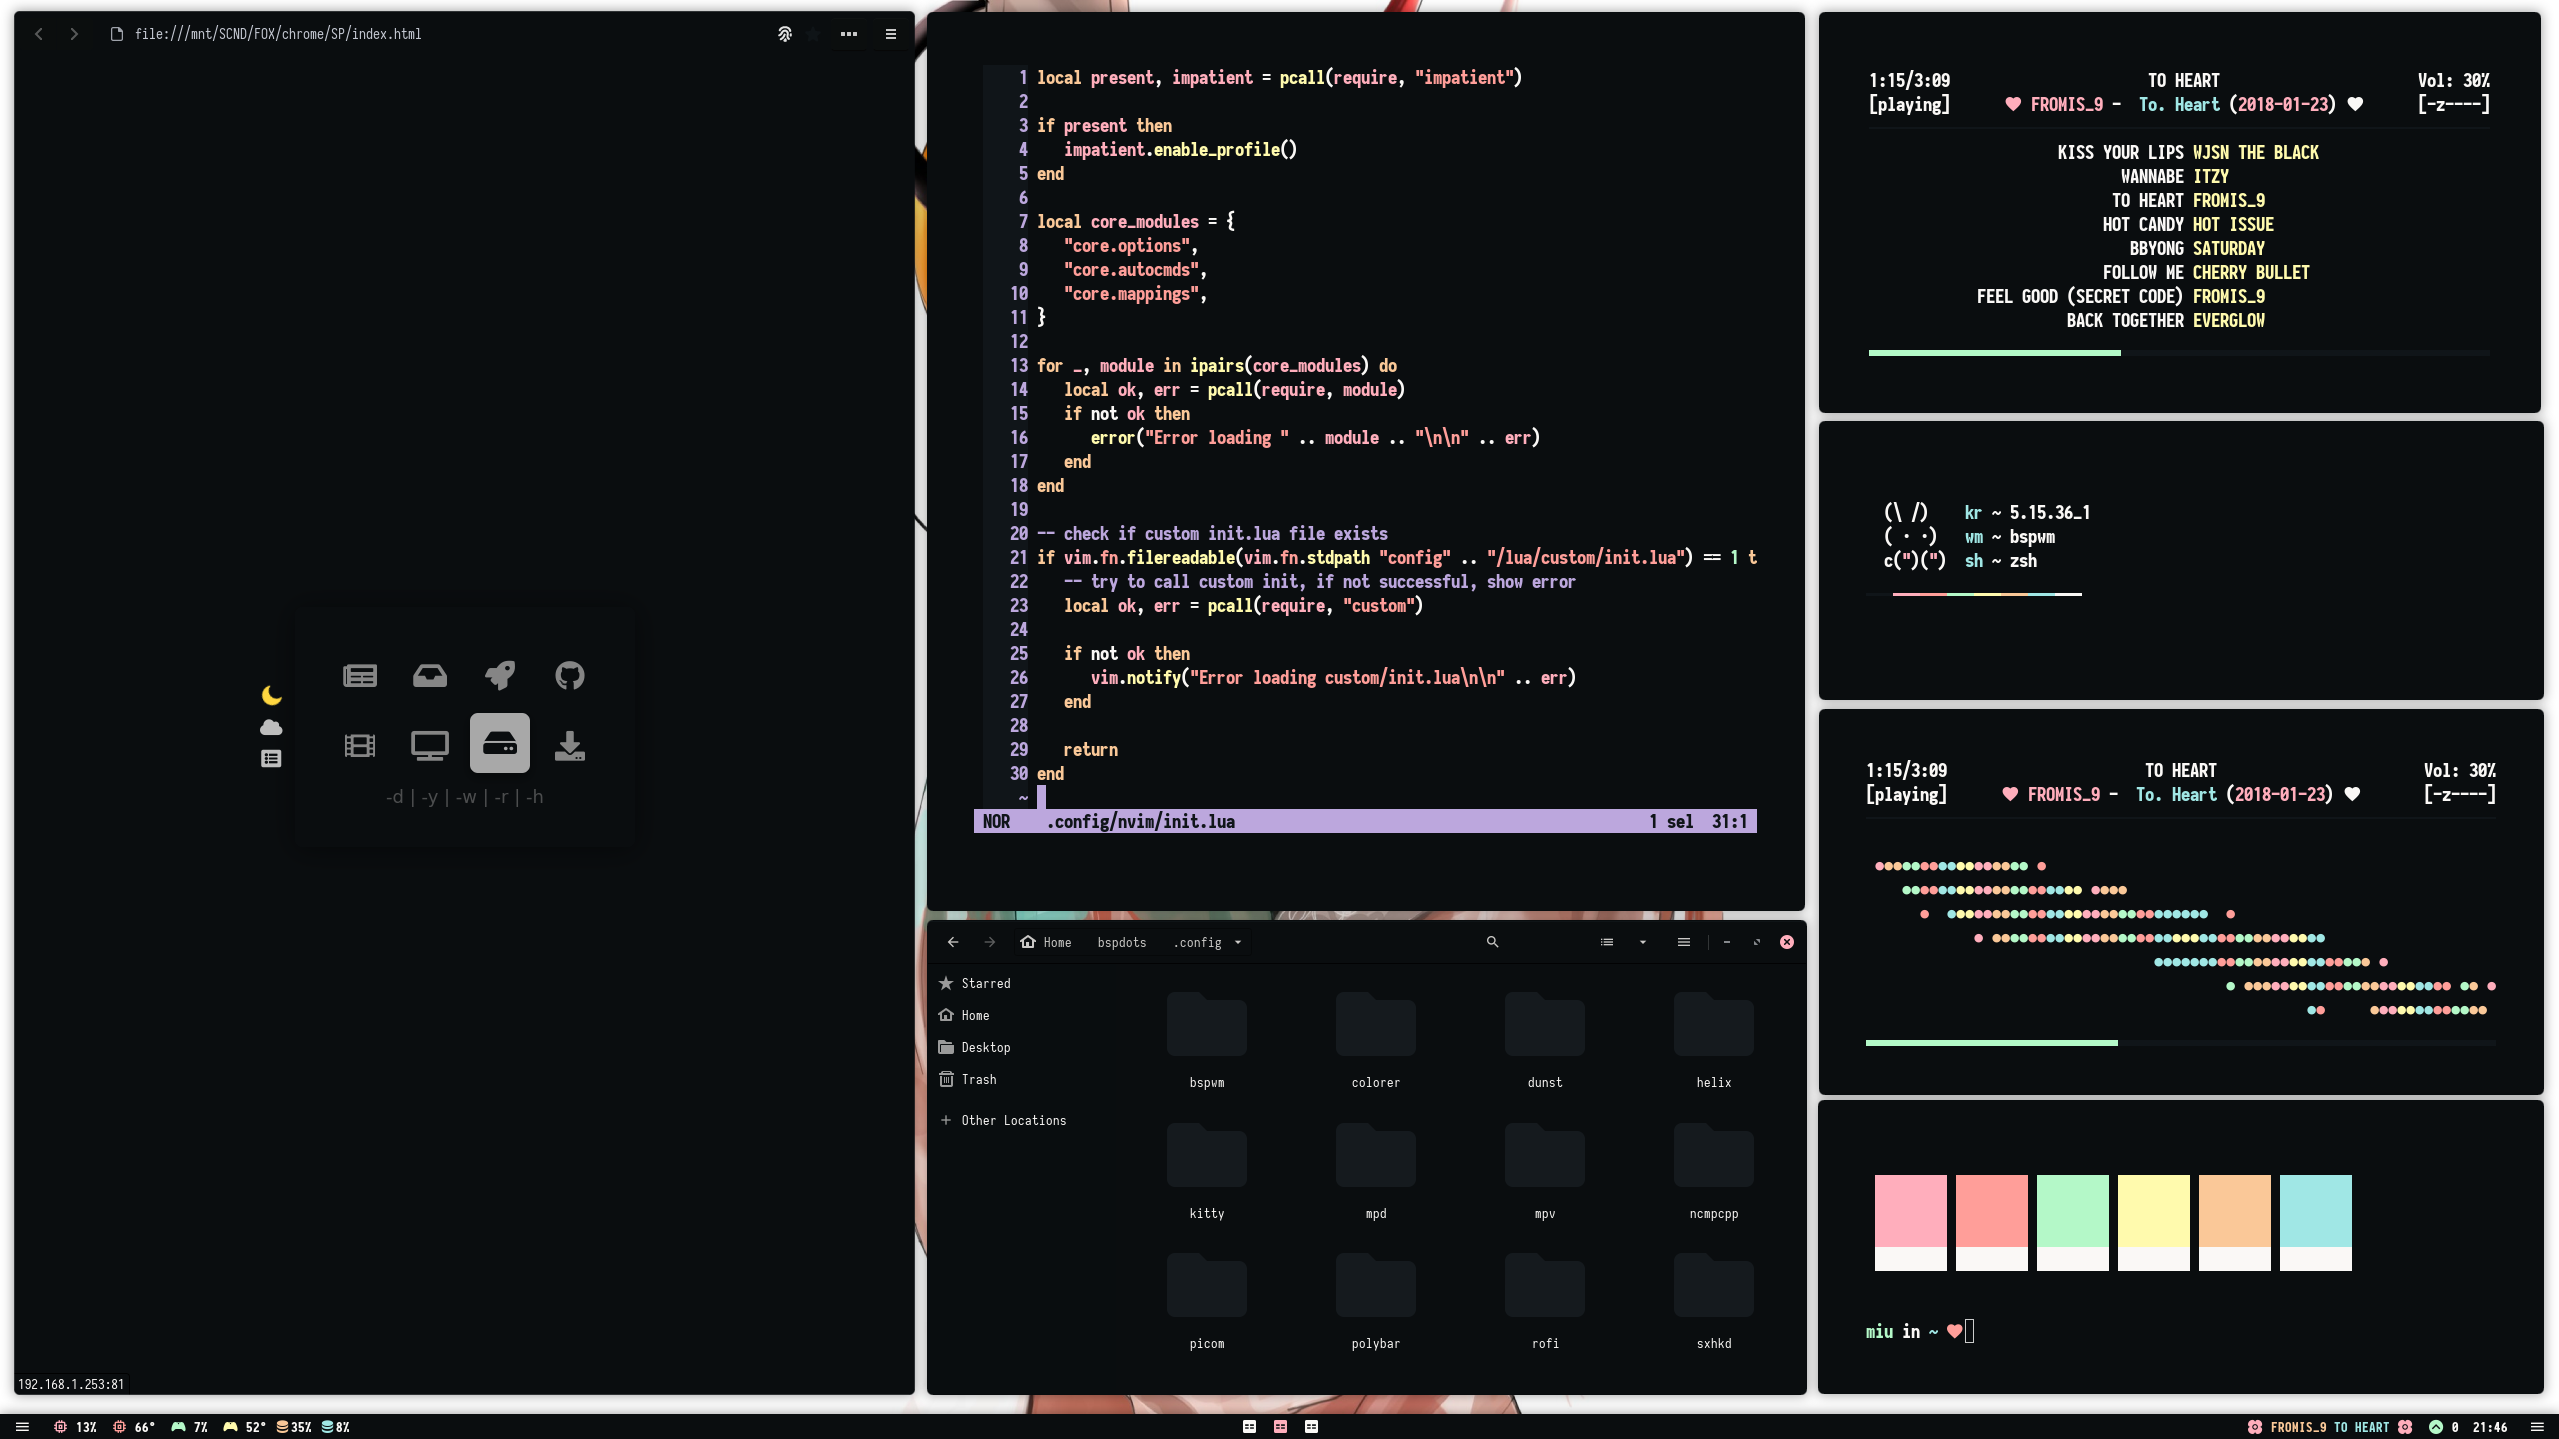 file:///mnt/SCND/FOX/chrome/SP/index.html
-d | -y | -w | -r | -h
192.168.1.253:81
1 local present, impatient = pcall(require, "impatient")
2
3 if present then
4    impatient.enable_profile()
5 end
6
7 local core_modules = {
8    "core.options",
9    "core.autocmds",
10    "core.mappings",
11 }
12
13 for _, module in ipairs(core_modules) do
14    local ok, err = pcall(require, module)
15    if not ok then
16       error("Error loading " .. module .. "\n\n" .. err)
17    end
18 end
19
20 -- check if custom init.lua file exists
21 if vim.fn.filereadable(vim.fn.stdpath "config" .. "/lua/custom/init.lua") == 1 t
22    -- try to call custom init, if not successful, show error
23    local ok, err = pcall(require, "custom")
24
25    if not ok then
26       vim.notify("Error loading custom/init.lua\n\n" .. err)
27    end
28
29    return
30 end
~
NOR .config/nvim/init.lua 1 sel 31:1
Home bspdots .config
Starred
Home
Desktop
Trash
Other Locations
bspwm colorer dunst helix
kitty mpd mpv ncmpcpp
picom polybar rofi sxhkd
1:15/3:09 TO HEART Vol: 30%
[playing] ♥ FROMIS_9 - To. Heart (2018-01-23) ♥ [-z----]
KISS YOUR LIPS WJSN THE BLACK
WANNABE ITZY
TO HEART FROMIS_9
HOT CANDY HOT ISSUE
BBYONG SATURDAY
FOLLOW ME CHERRY BULLET
FEEL GOOD (SECRET CODE) FROMIS_9
BACK TOGETHER EVERGLOW
(\ /) kr ~ 5.15.36_1
( · ·) wm ~ bspwm
c(")(") sh ~ zsh
1:15/3:09 TO HEART Vol: 30%
[playing] ♥ FROMIS_9 - To. Heart (2018-01-23) ♥ [-z----]
miu in ~ ♥
13% 66° 7% 52° 35% 8%
FROMIS_9 TO HEART 0 21:46